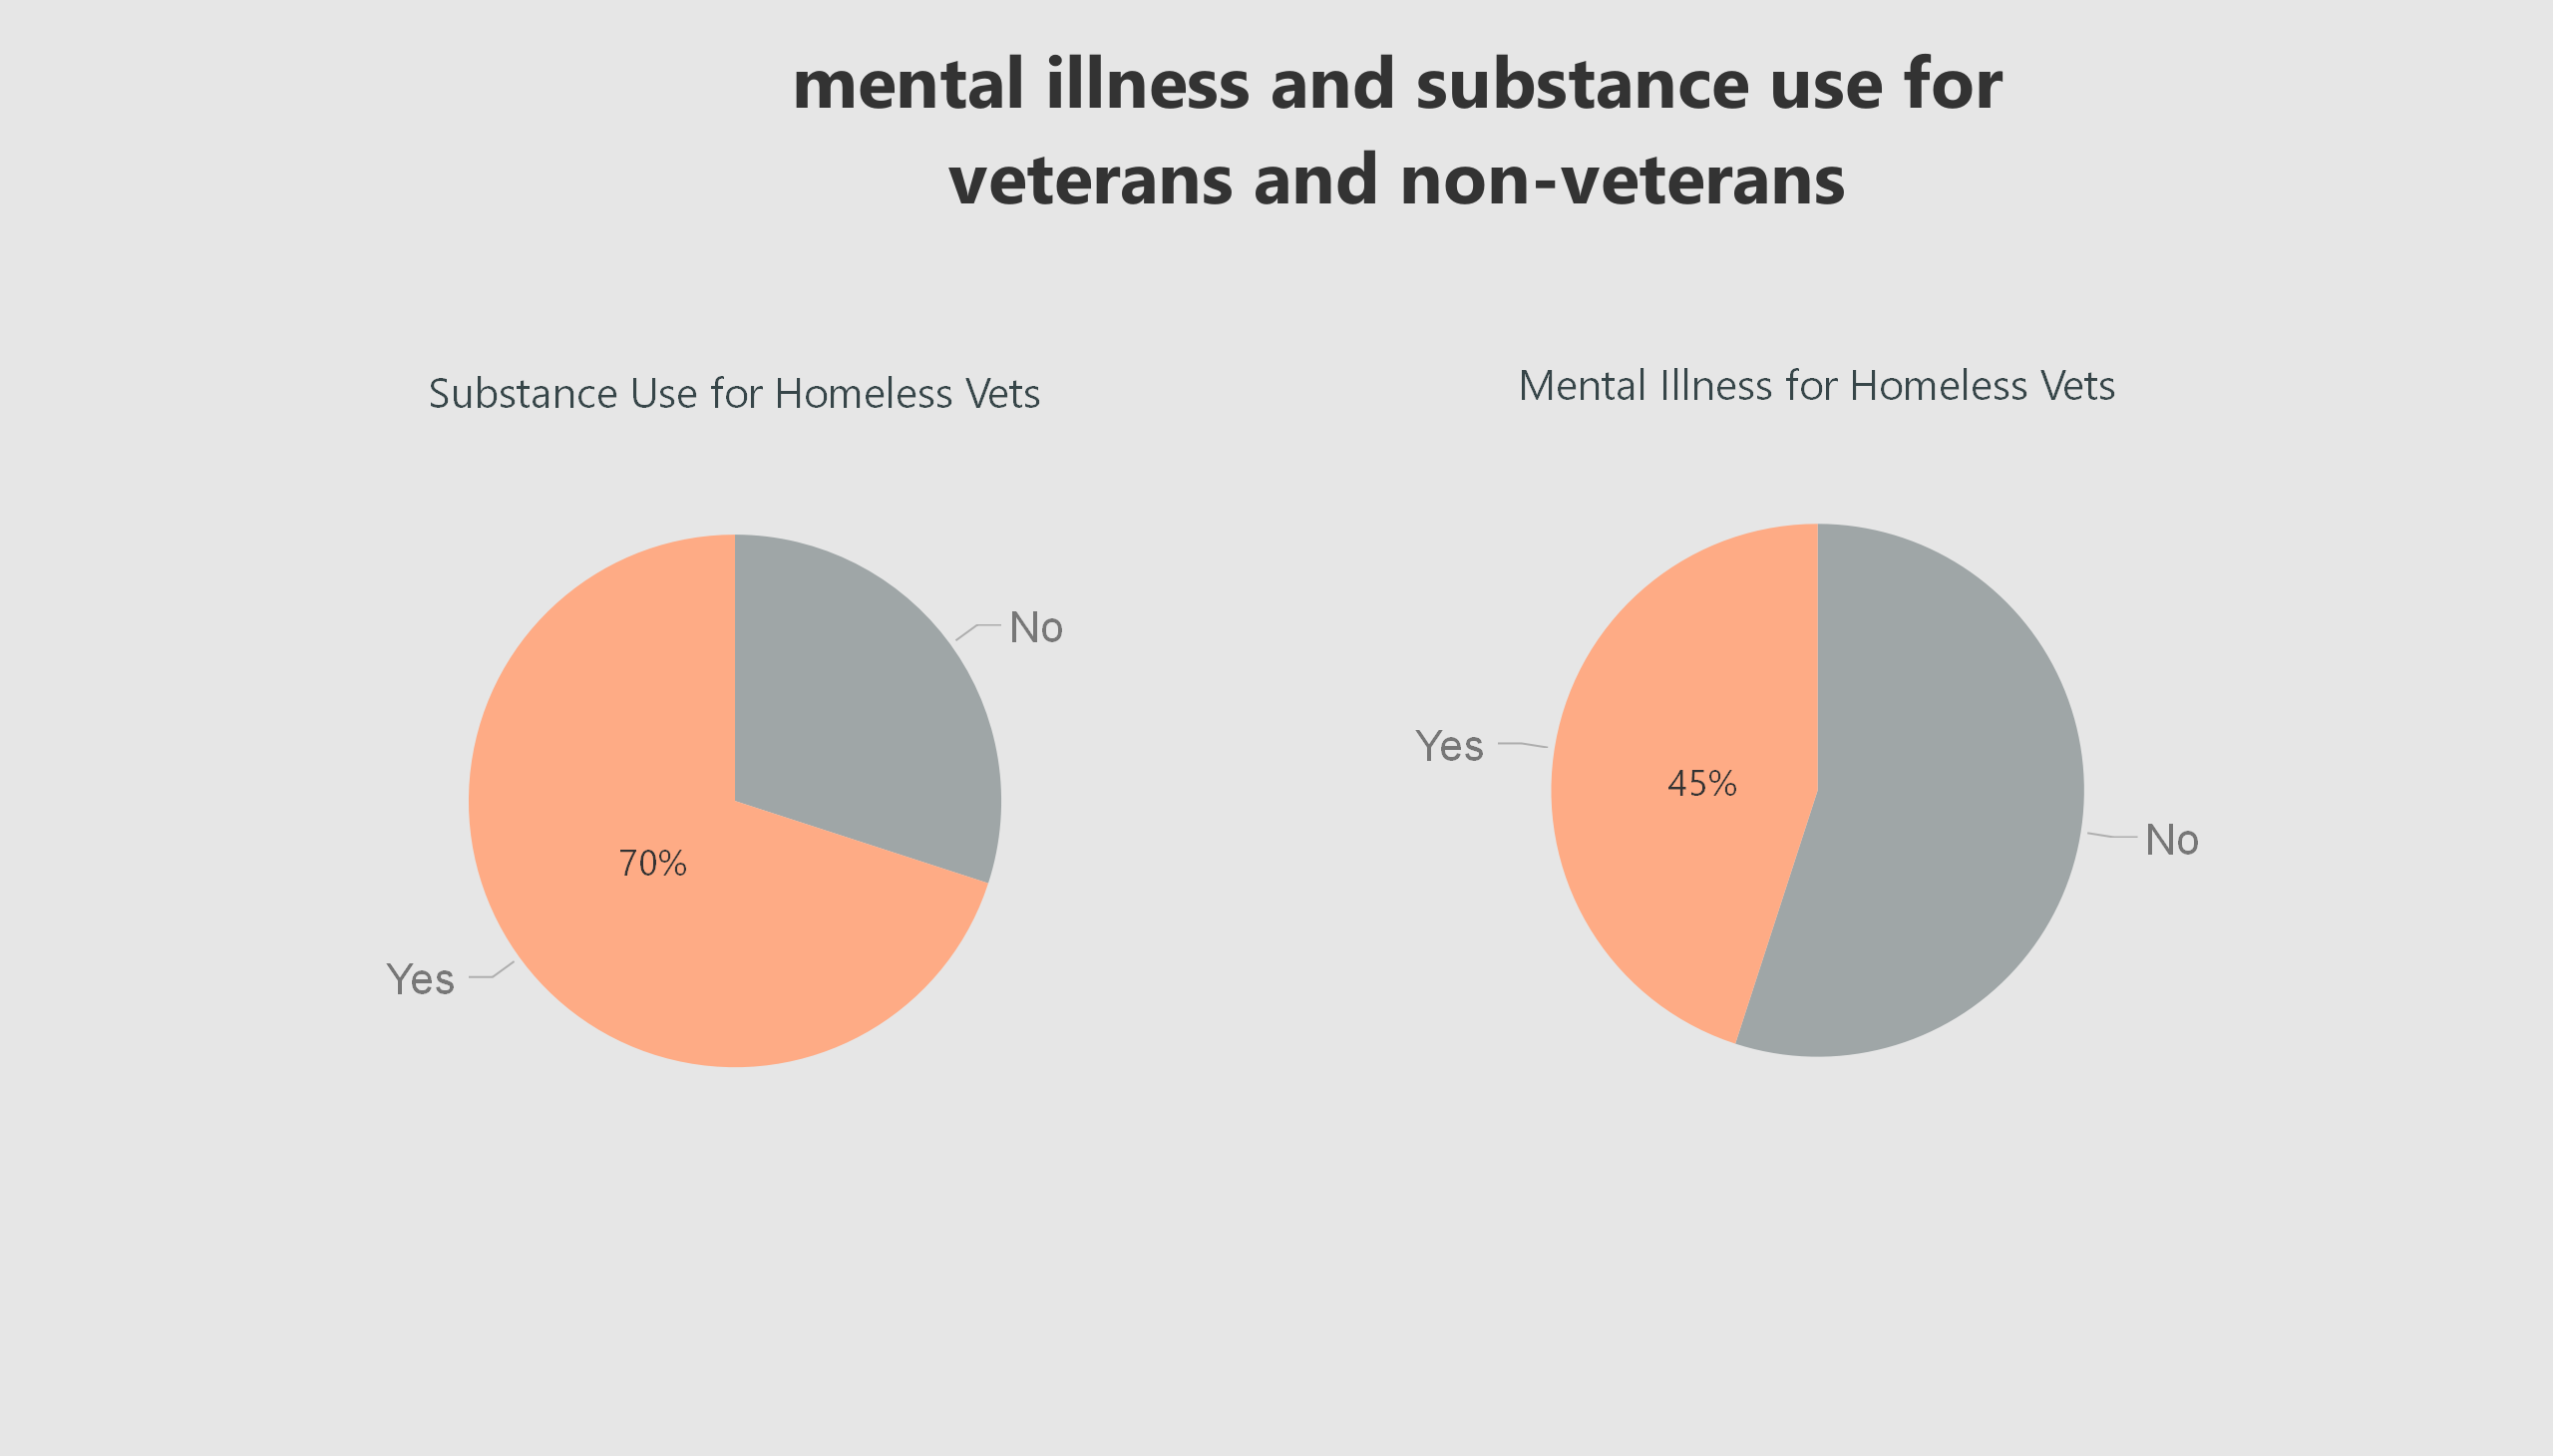 mental illness and substance use for
veterans and non-veterans
Substance Use for Homeless Vets
Mental Illness for Homeless Vets
No
70%
Yes
Yes
45%
No